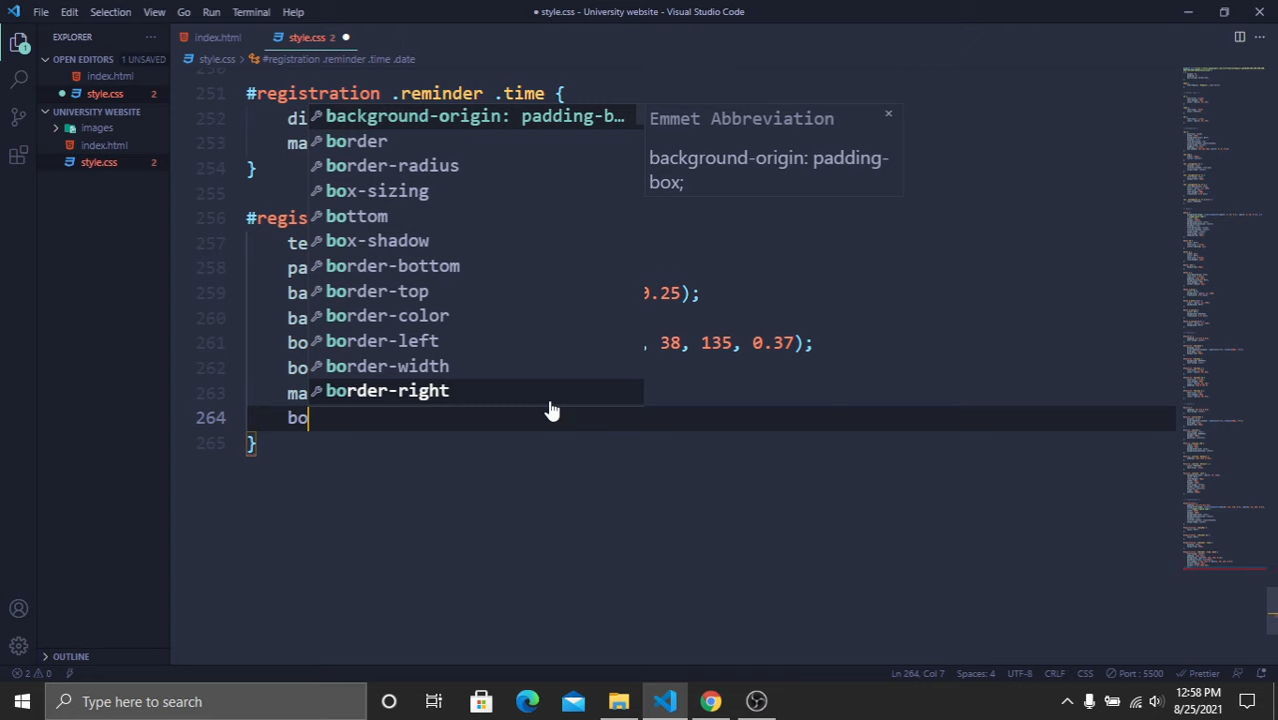 File Edit Selection View Go Run Terminal Help
● style.css - University website - Visual Studio Code
EXPLORER ···
index.html
style.css 2 ●
OPEN EDITORS 1 UNSAVED
style.css > #registration .reminder .time .date
index.html
style.css 2
UNIVERSITY WEBSITE
images
index.html
style.css 2
251 #registration .reminder .time {
252 di
253 ma
254 }
255
256 #regis
257 te
258 pa
259 ba 0.25);
260 ba
261 bo , 38, 135, 0.37);
262 bo
263 ma
264 bo
265 }
background-origin: padding-b...
border
border-radius
box-sizing
bottom
box-shadow
border-bottom
border-top
border-color
border-left
border-width
border-right
Emmet Abbreviation ×
background-origin: padding-
box;
OUTLINE
2 0
Ln 264, Col 7 Spaces: 4 UTF-8 CRLF CSS Port : 5500 Prettier
Type here to search
12:58 PM
8/25/2021
1